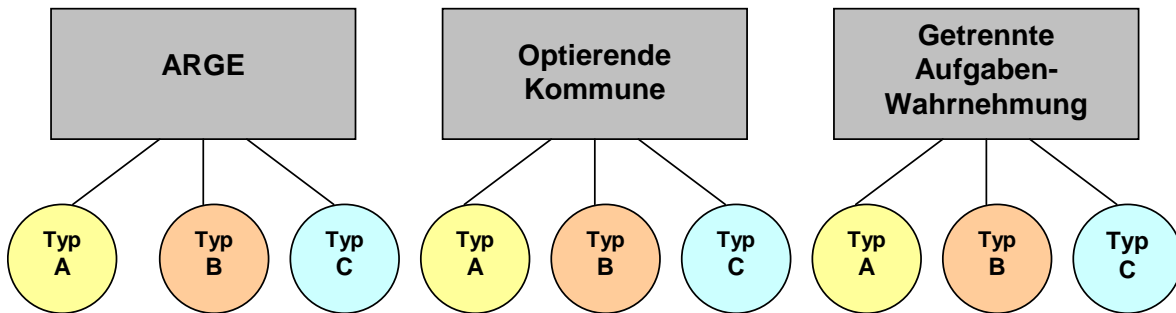 ARGE
Optierende
Kommune
Getrennte
Aufgaben-
Wahrnehmung
Typ
A
Typ
B
Typ
C
Typ
A
Typ
B
Typ
C
Typ
A
Typ
B
Typ
C